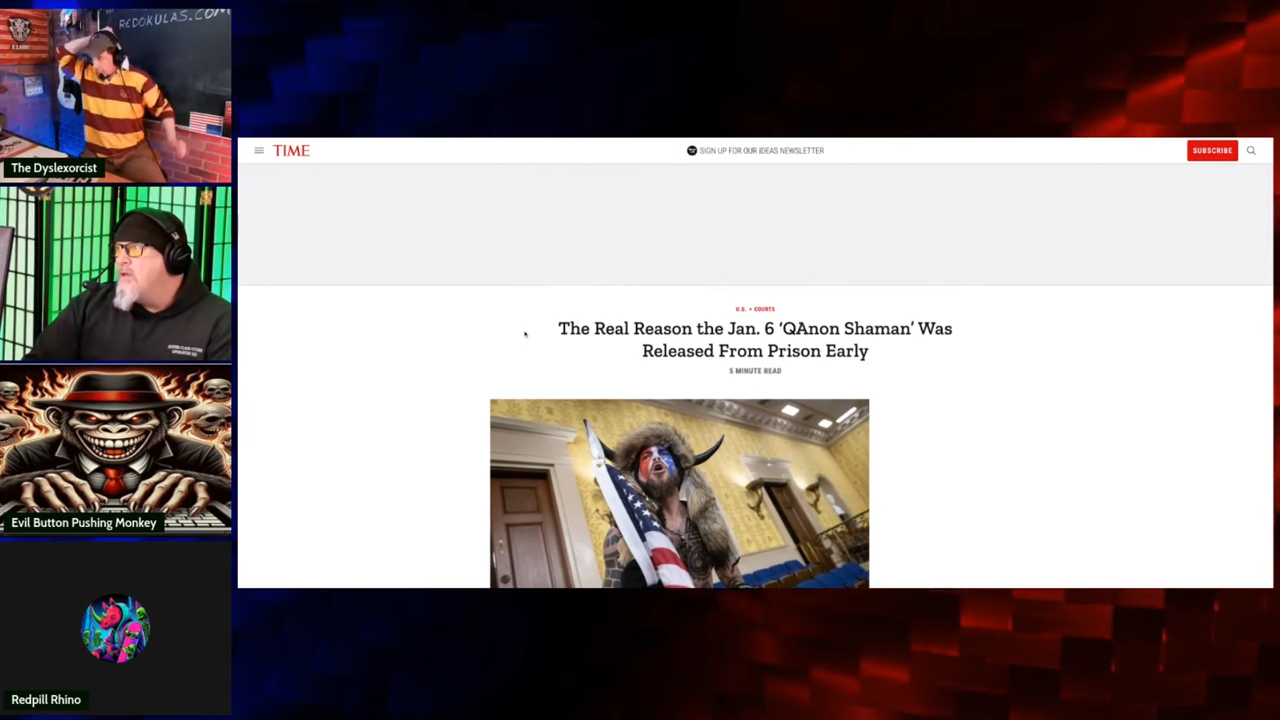 REDOKULAS.COM
U.S. ARMY
The Dyslexorcist
Evil Button Pushing Monkey
Redpill Rhino
TIME
SIGN UP FOR OUR IDEAS NEWSLETTER
SUBSCRIBE
U.S. • COURTS
The Real Reason the Jan. 6 ‘QAnon Shaman’ Was
Released From Prison Early
5 MINUTE READ